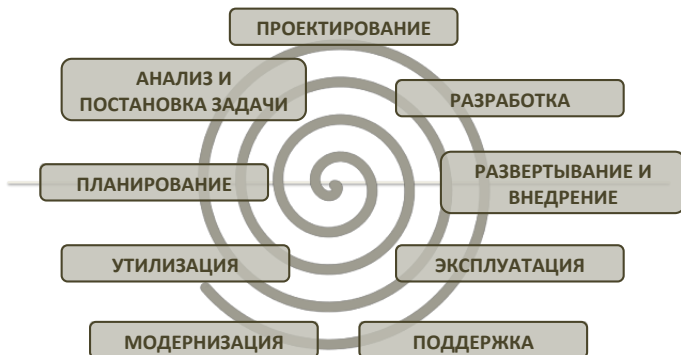 ПРОЕКТИРОВАНИЕ
АНАЛИЗ И
ПОСТАНОВКА ЗАДАЧИ
РАЗРАБОТКА
ПЛАНИРОВАНИЕ
РАЗВЕРТЫВАНИЕ И
ВНЕДРЕНИЕ
УТИЛИЗАЦИЯ
ЭКСПЛУАТАЦИЯ
МОДЕРНИЗАЦИЯ
ПОДДЕРЖКА